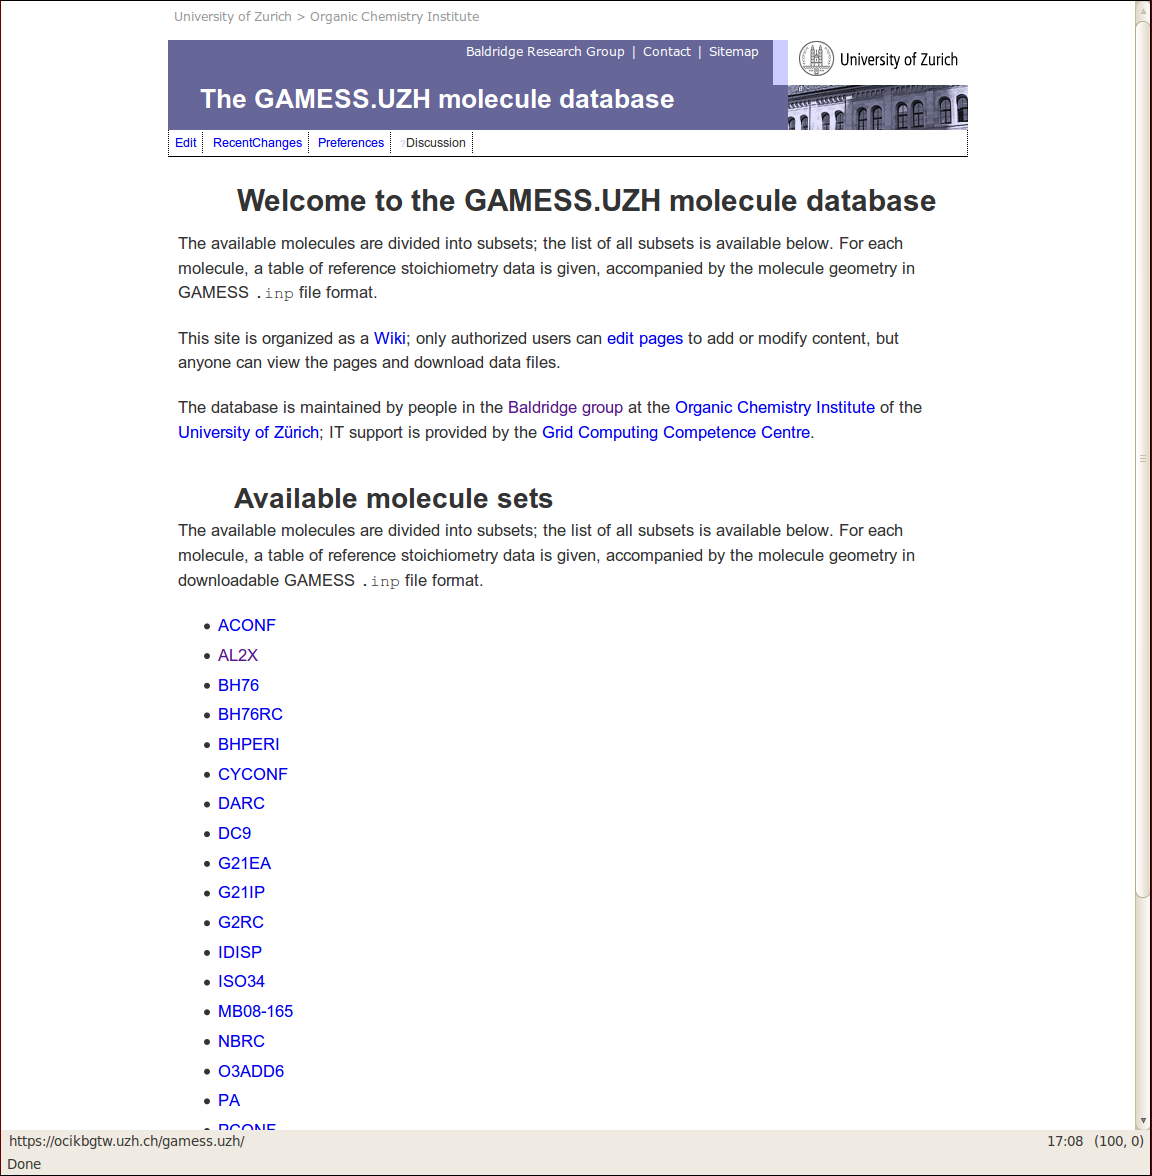 University of Zurich > Organic Chemistry Institute
Baldridge Research Group | Contact | Sitemap
University of Zurich
The GAMESS.UZH molecule database
Edit RecentChanges Preferences ?Discussion
Welcome to the GAMESS.UZH molecule database
The available molecules are divided into subsets; the list of all subsets is available below. For each
molecule, a table of reference stoichiometry data is given, accompanied by the molecule geometry in
GAMESS .inp file format.
This site is organized as a Wiki; only authorized users can edit pages to add or modify content, but
anyone can view the pages and download data files.
The database is maintained by people in the Baldridge group at the Organic Chemistry Institute of the
University of Zürich; IT support is provided by the Grid Computing Competence Centre.
Available molecule sets
The available molecules are divided into subsets; the list of all subsets is available below. For each
molecule, a table of reference stoichiometry data is given, accompanied by the molecule geometry in
downloadable GAMESS .inp file format.
• ACONF
• AL2X
• BH76
• BH76RC
• BHPERI
• CYCONF
• DARC
• DC9
• G21EA
• G21IP
• G2RC
• IDISP
• ISO34
• MB08-165
• NBRC
• O3ADD6
• PA
• PCONF
https://ocikbgtw.uzh.ch/gamess.uzh/ 17:08 (100, 0)
Done